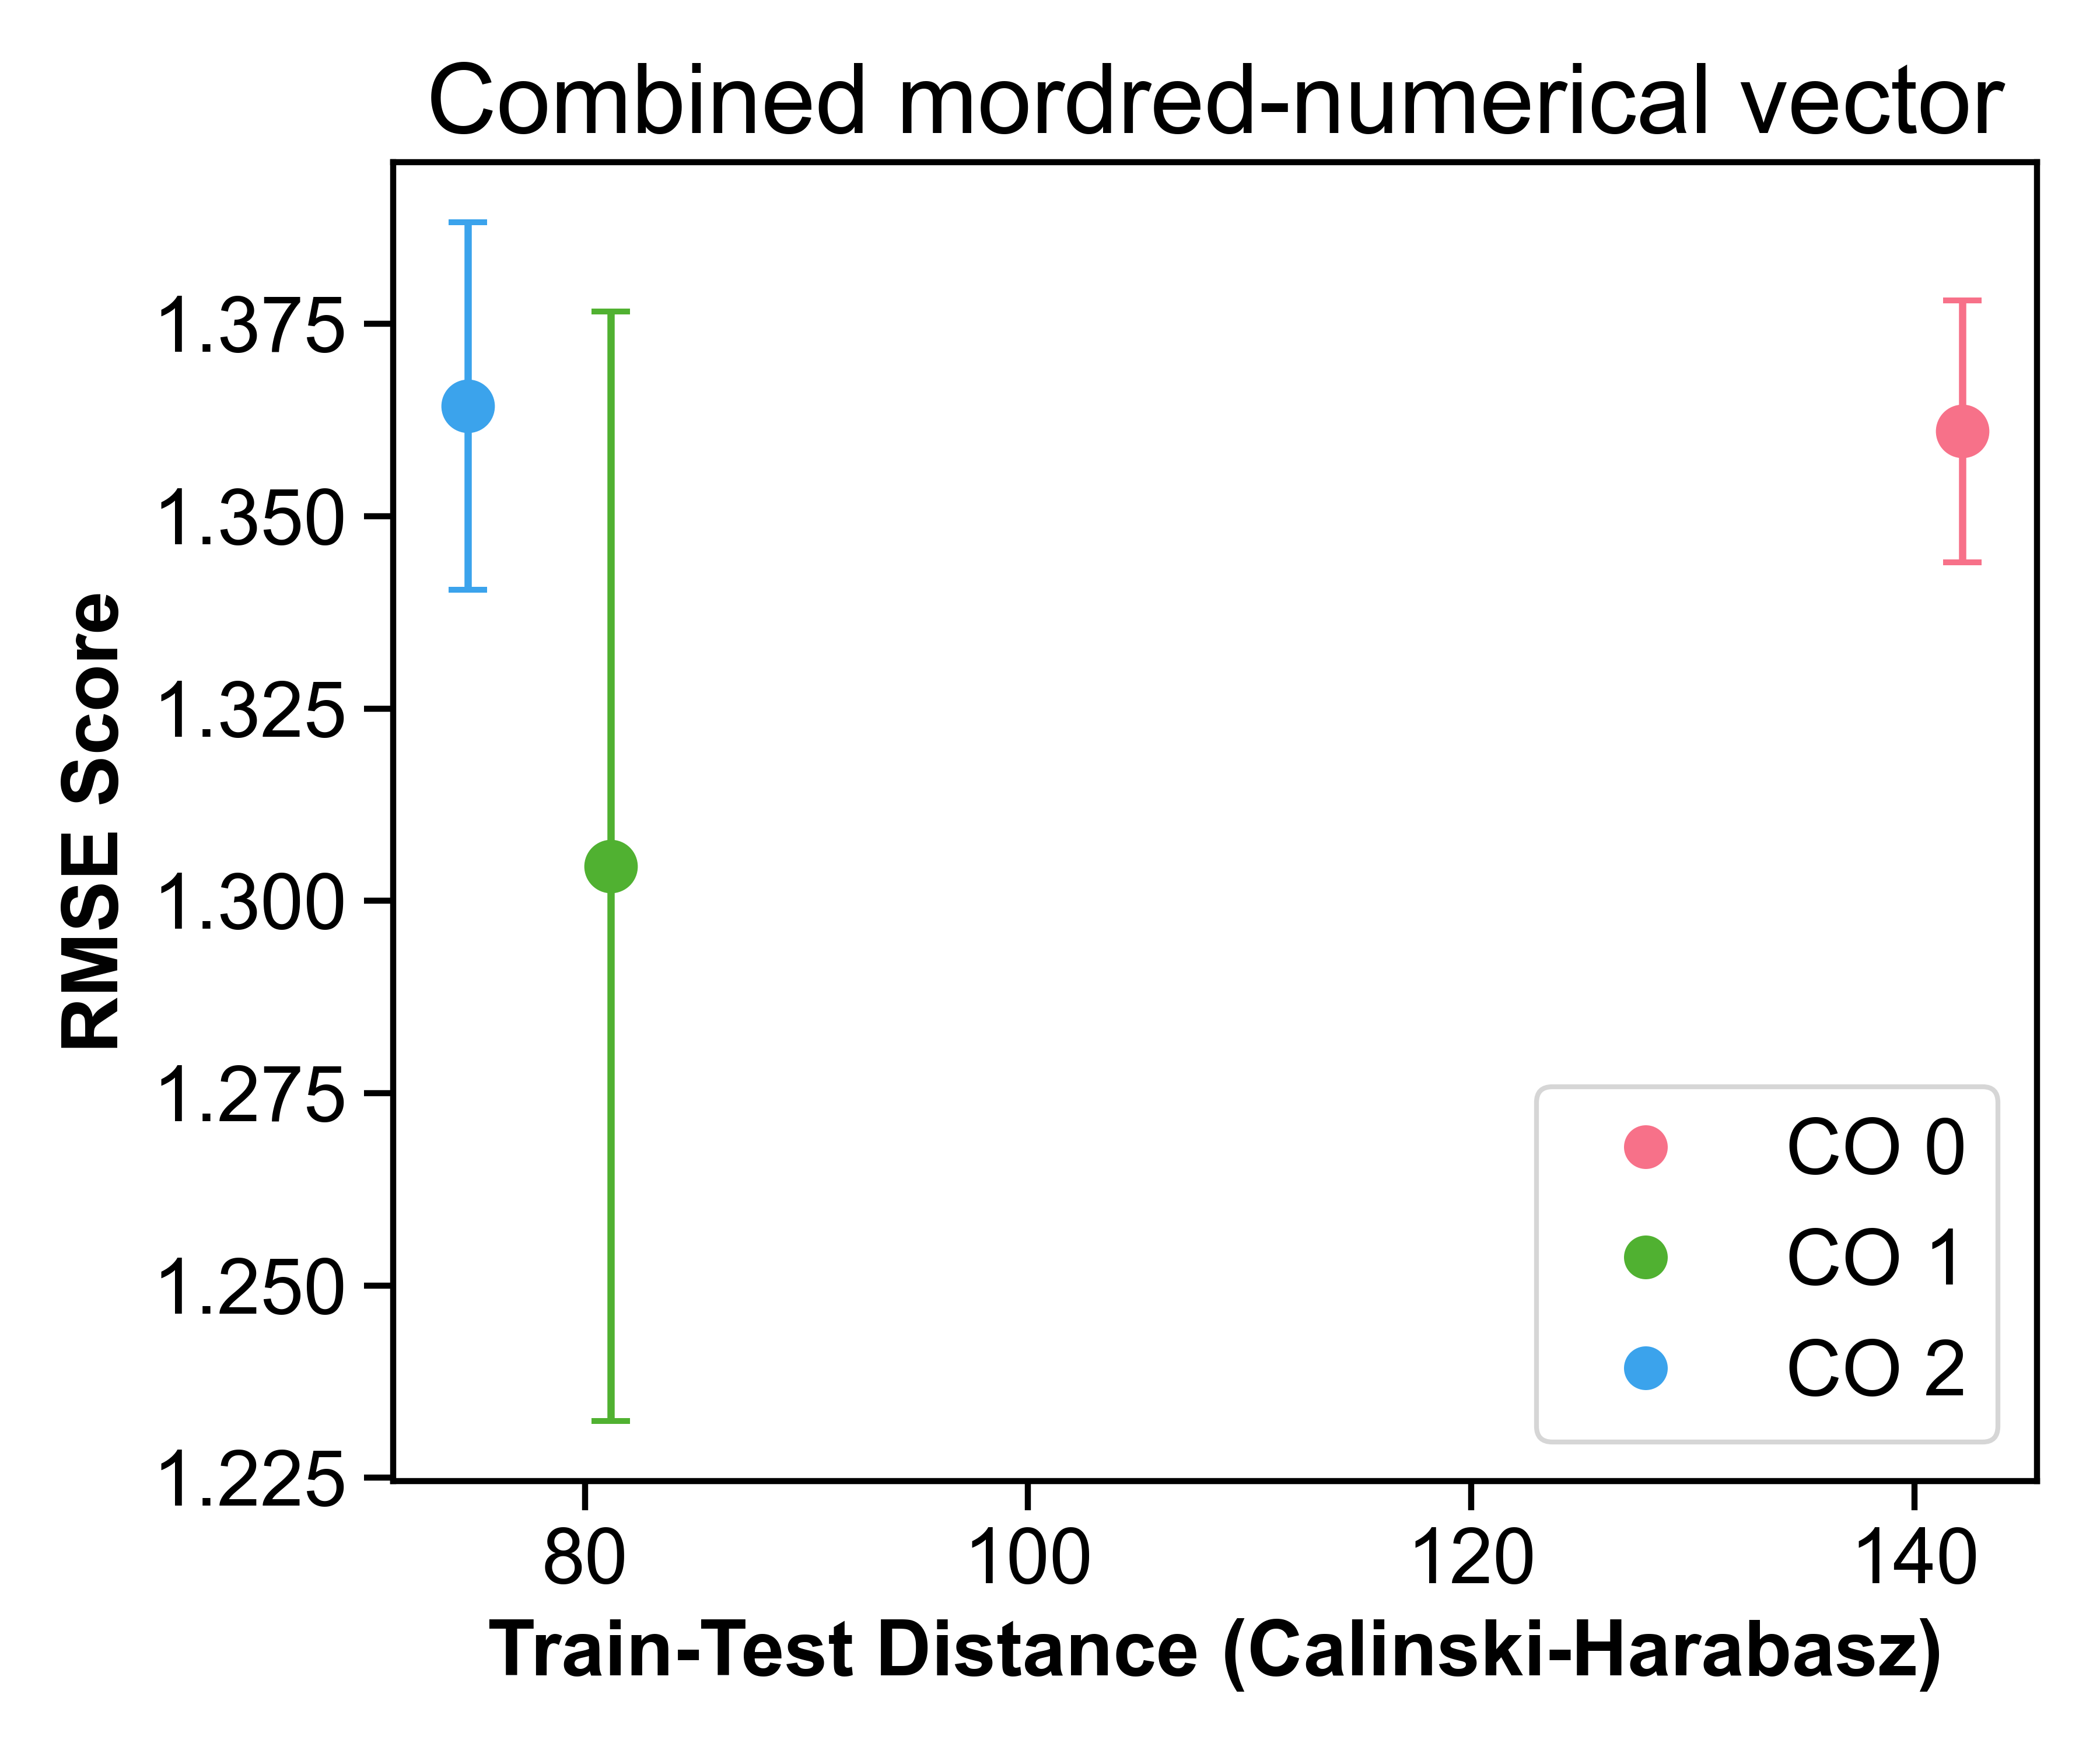 Combined mordred-numerical vector
RMSE Score
1.375
1.350
1.325
1.300
1.275
1.250
1.225
CO 0
CO 1
CO 2
80 100 120 140
Train-Test Distance (Calinski-Harabasz)